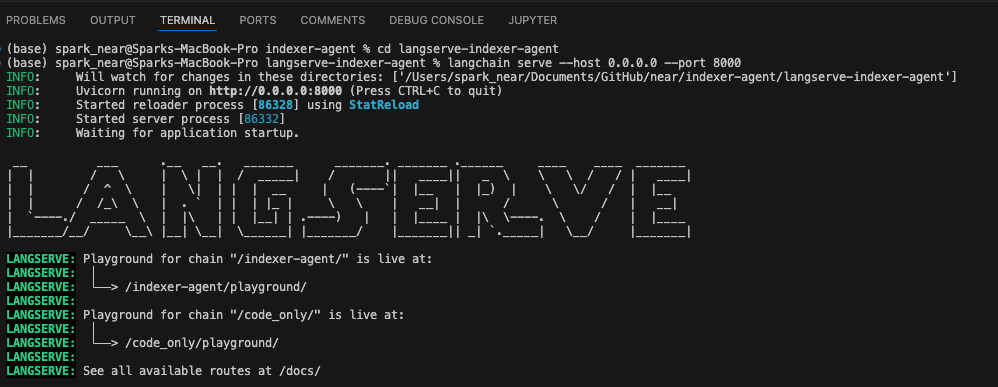 PROBLEMS OUTPUT TERMINAL PORTS COMMENTS DEBUG CONSOLE JUPYTER
(base) spark_near@Sparks-MacBook-Pro indexer-agent % cd langserve-indexer-agent
(base) spark_near@Sparks-MacBook-Pro langserve-indexer-agent % langchain serve --host 0.0.0.0 --port 8000
INFO: Will watch for changes in these directories: ['/Users/spark_near/Documents/GitHub/near/indexer-agent/langserve-indexer-agent']
INFO: Uvicorn running on http://0.0.0.0:8000 (Press CTRL+C to quit)
INFO: Started reloader process [86328] using StatReload
INFO: Started server process [86332]
INFO: Waiting for application startup.
LANGSERVE
LANGSERVE: Playground for chain "/indexer-agent/" is live at:
LANGSERVE: │
LANGSERVE: └──> /indexer-agent/playground/
LANGSERVE:
LANGSERVE: Playground for chain "/code_only/" is live at:
LANGSERVE: │
LANGSERVE: └──> /code_only/playground/
LANGSERVE:
LANGSERVE: See all available routes at /docs/